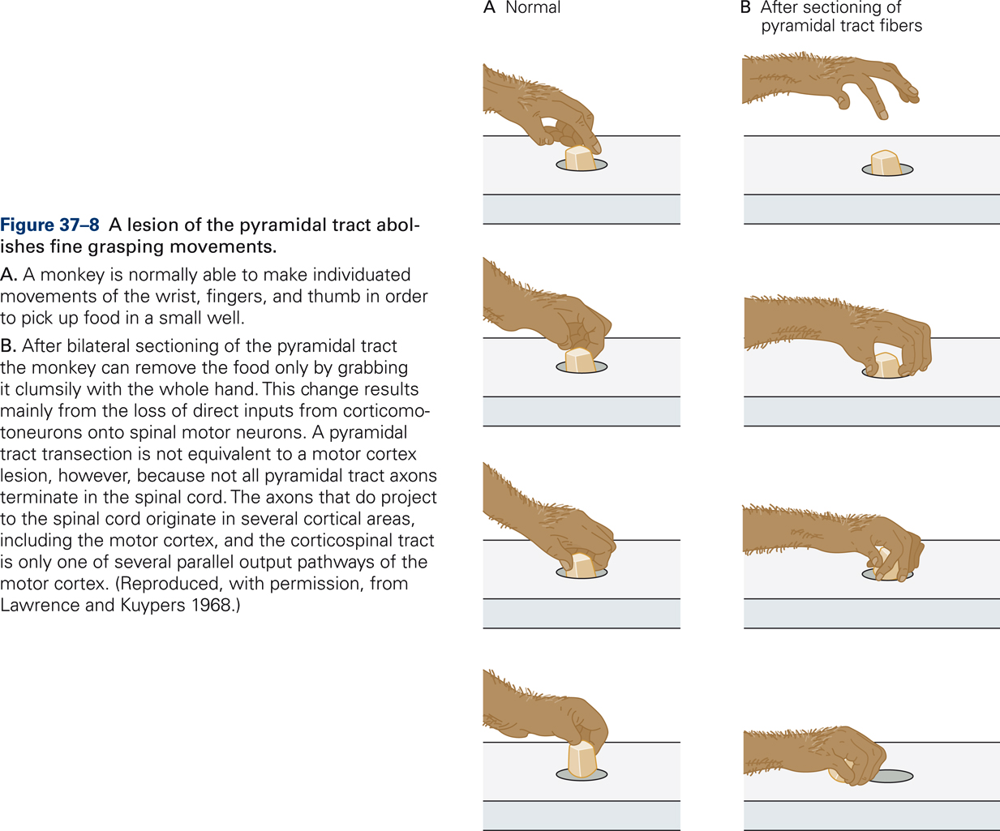 A Normal
B After sectioning of
pyramidal tract fibers
Figure 37–8 A lesion of the pyramidal tract abol-
ishes fine grasping movements.
A. A monkey is normally able to make individuated
movements of the wrist, fingers, and thumb in order
to pick up food in a small well.
B. After bilateral sectioning of the pyramidal tract
the monkey can remove the food only by grabbing
it clumsily with the whole hand. This change results
mainly from the loss of direct inputs from corticomo-
toneurons onto spinal motor neurons. A pyramidal
tract transection is not equivalent to a motor cortex
lesion, however, because not all pyramidal tract axons
terminate in the spinal cord. The axons that do project
to the spinal cord originate in several cortical areas,
including the motor cortex, and the corticospinal tract
is only one of several parallel output pathways of the
motor cortex. (Reproduced, with permission, from
Lawrence and Kuypers 1968.)